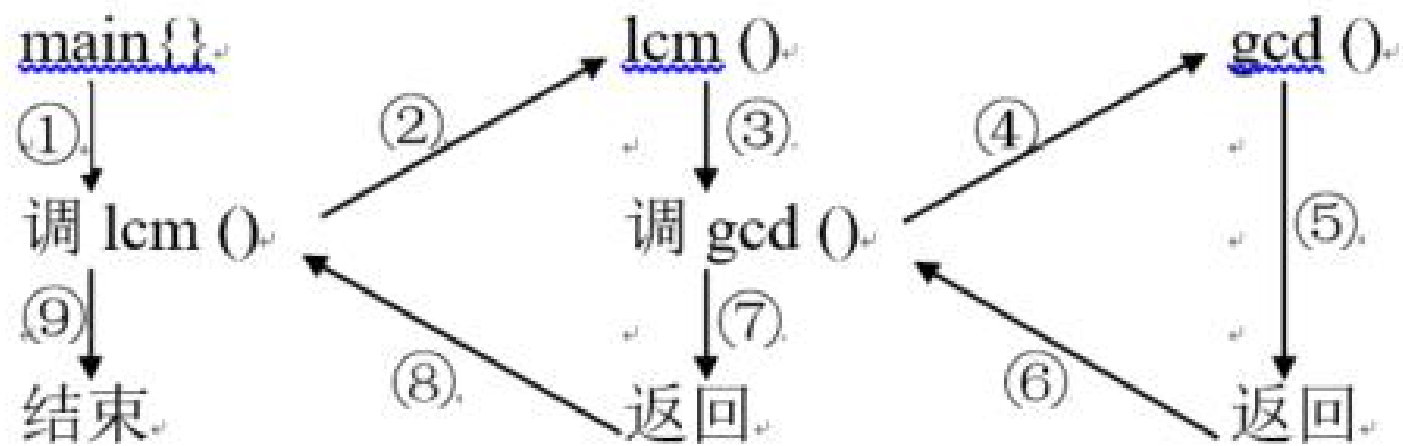 main{} lcm () gcd ()
① ② ③ ④
调 lcm () 调 gcd () ⑤
⑨ ⑧ ⑦ ⑥
结束 返回 返回